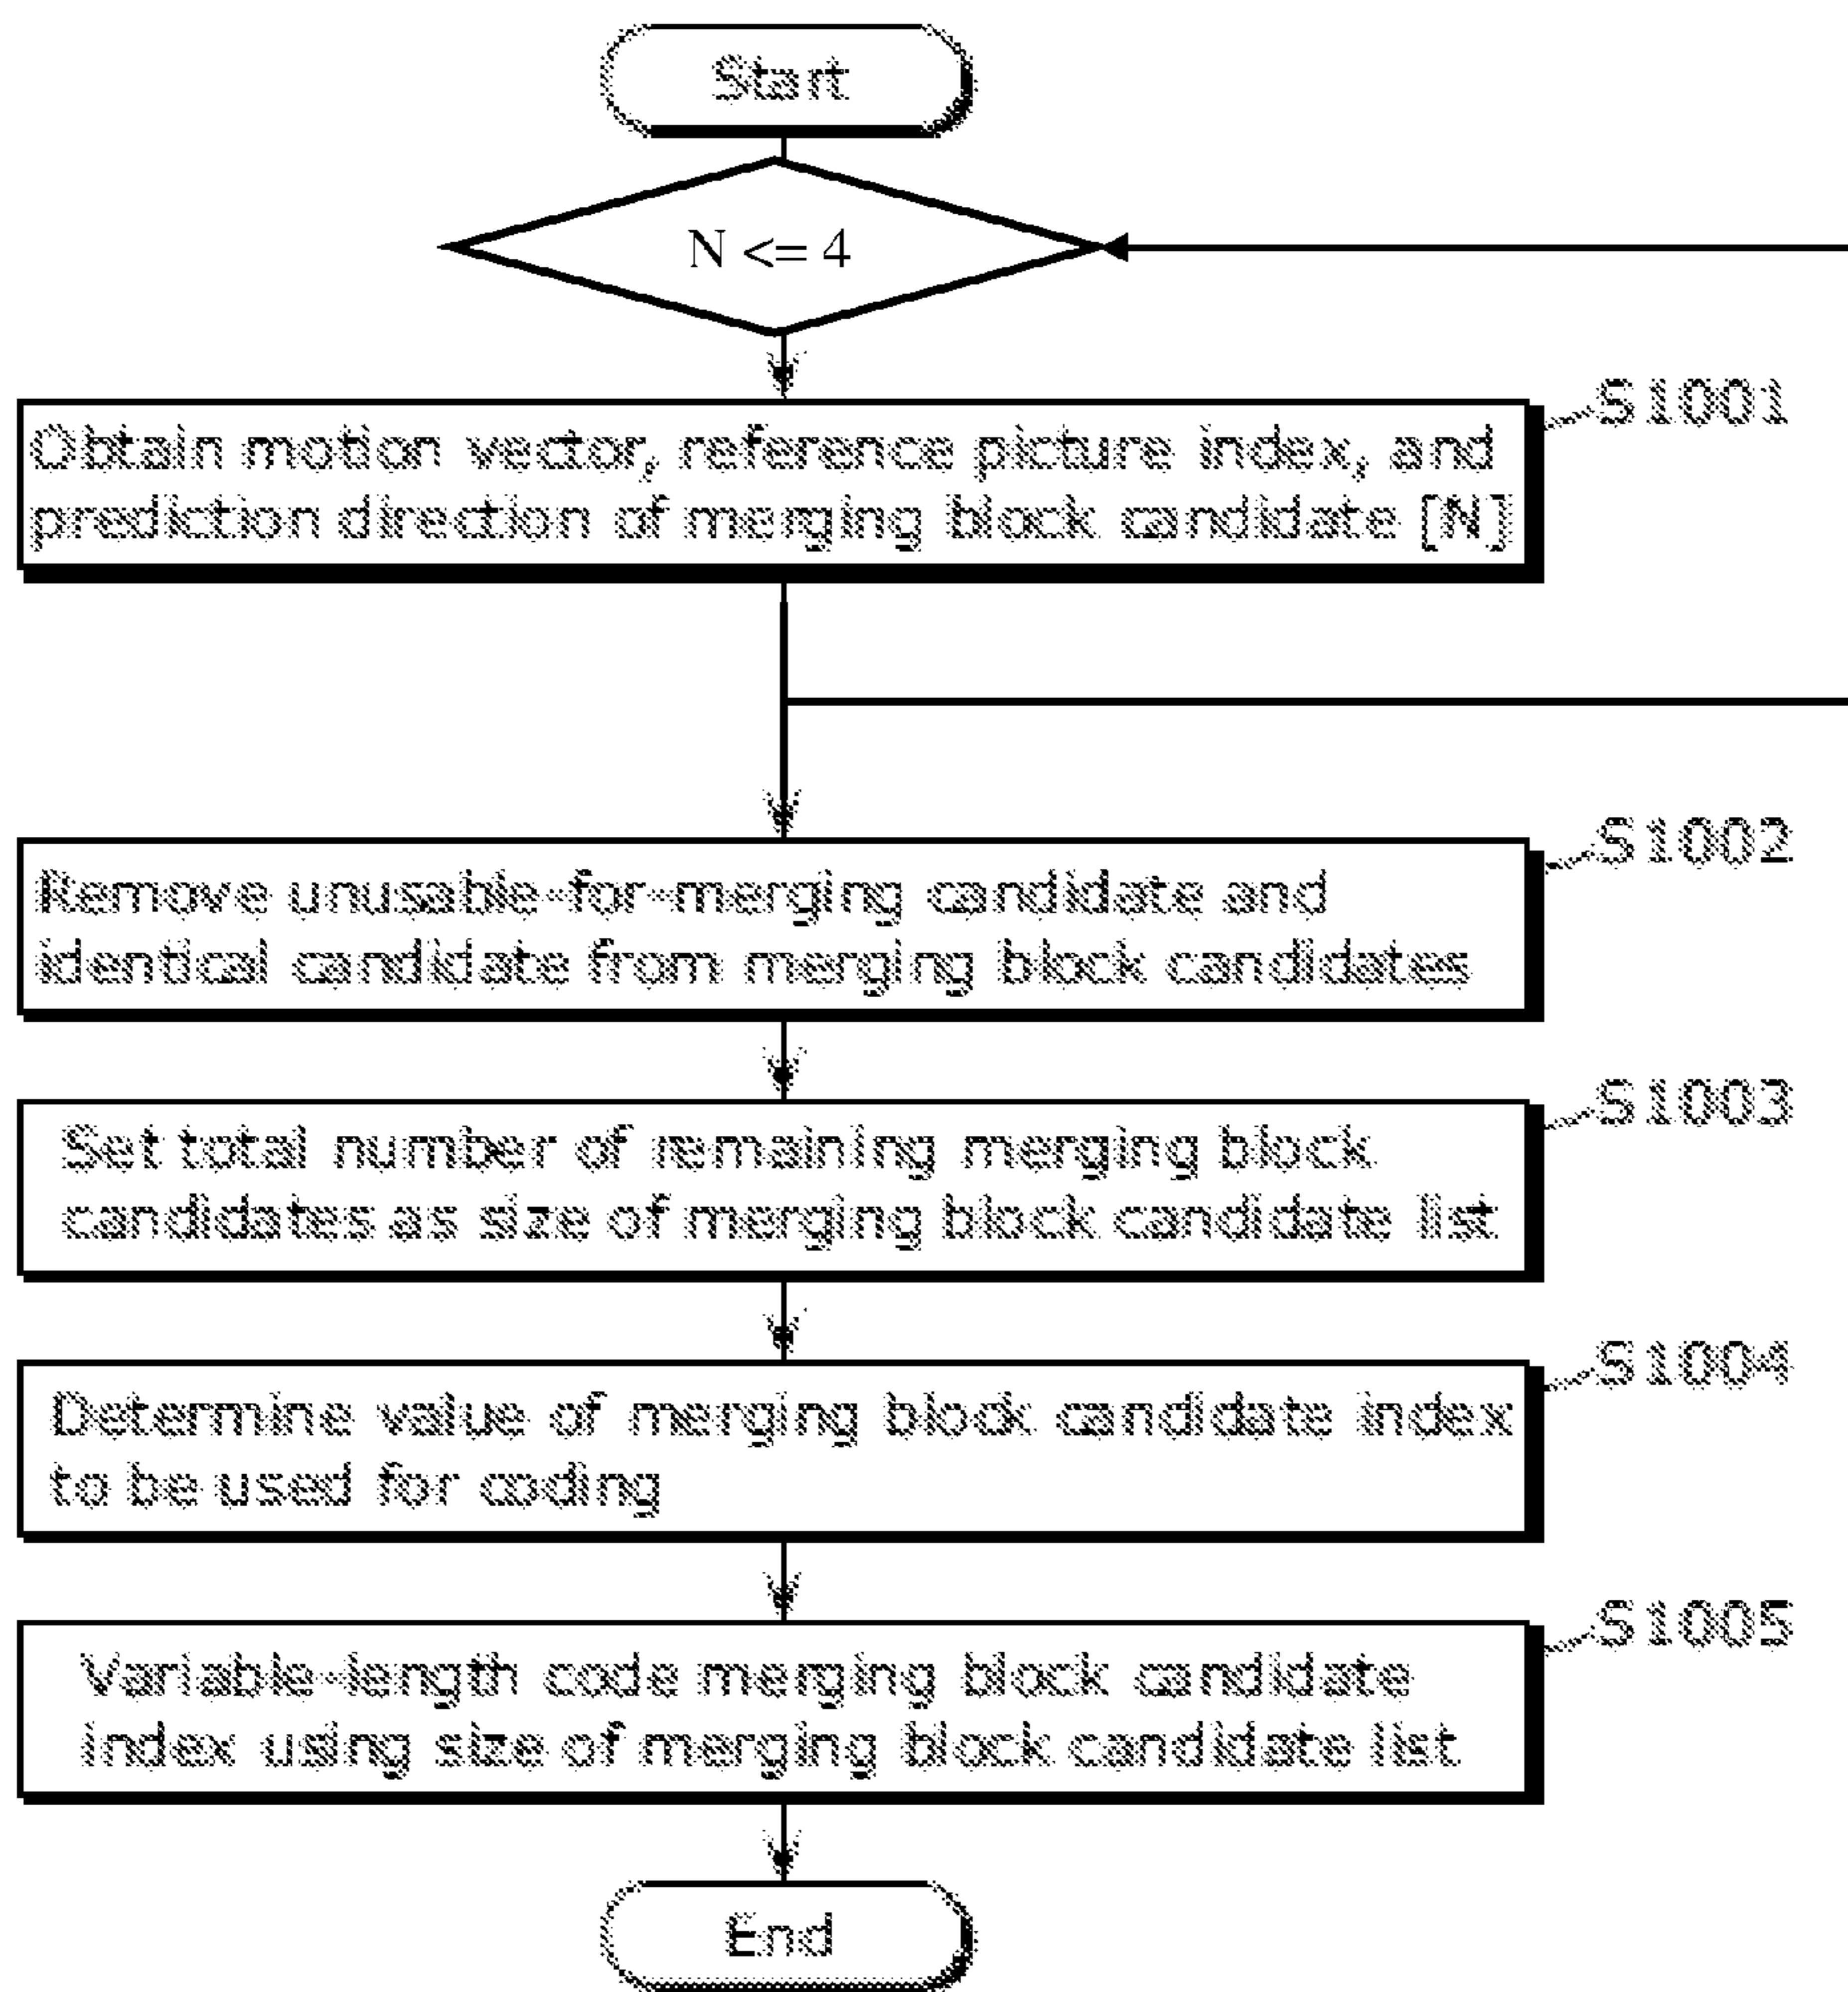 Start
N <= 4
S1001
Obtain motion vector, reference picture index, and
prediction direction of merging block candidate [N]
S1002
Remove unusable-for-merging candidate and
identical candidate from merging block candidates
S1003
Set total number of remaining merging block
candidates as size of merging block candidate list
S1004
Determine value of merging block candidate index
to be used for coding
S1005
Variable-length code merging block candidate
index using size of merging block candidate list
End